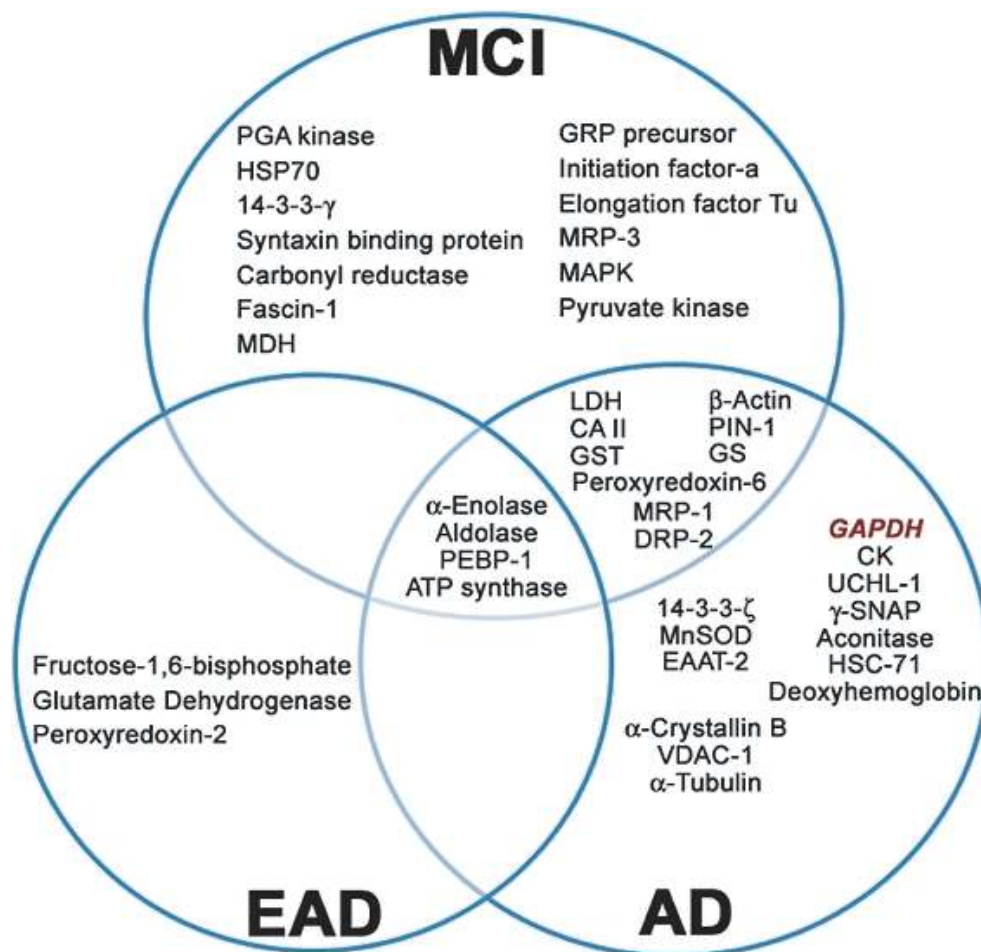 MCI
PGA kinase
HSP70
14-3-3-γ
Syntaxin binding protein
Carbonyl reductase
Fascin-1
MDH
GRP precursor
Initiation factor-a
Elongation factor Tu
MRP-3
MAPK
Pyruvate kinase
LDH β-Actin
CA II PIN-1
GST GS
Peroxyredoxin-6
MRP-1
DRP-2
α-Enolase
Aldolase
PEBP-1
ATP synthase
GAPDH
CK
UCHL-1
γ-SNAP
Aconitase
HSC-71
Deoxyhemoglobin
14-3-3-ζ
MnSOD
EAAT-2
α-Crystallin B
VDAC-1
α-Tubulin
Fructose-1,6-bisphosphate
Glutamate Dehydrogenase
Peroxyredoxin-2
EAD
AD